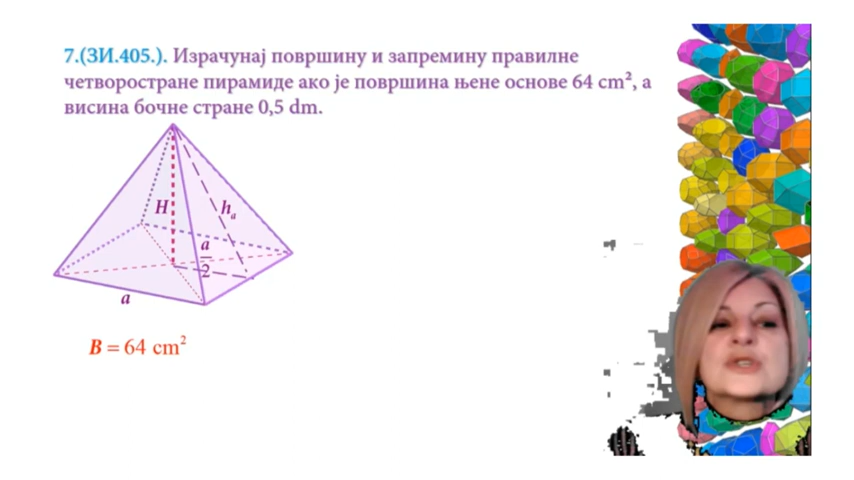 7.(ЗИ.405.). Израчунај површину и запремину правилне
четворостране пирамиде ако је површина њене основе 64 cm², а
висина бочне стране 0,5 dm.
H
hₐ
a
2
a
B = 64 cm²